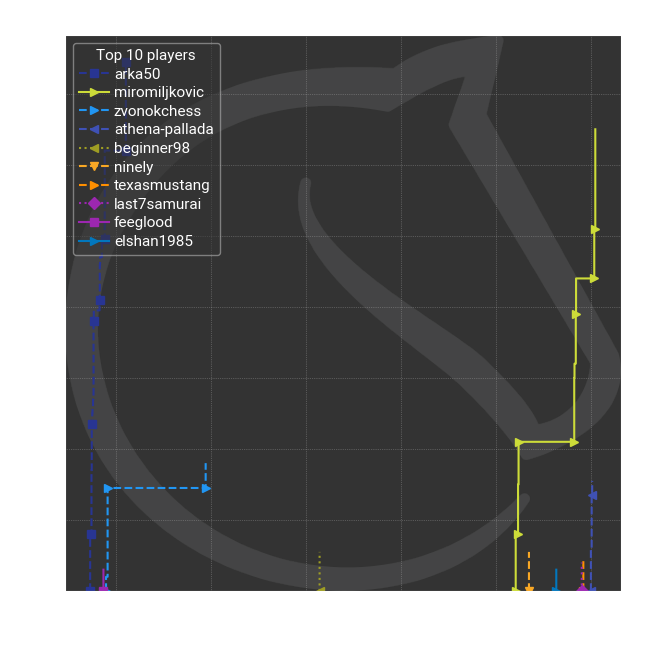 Top 10 players
arka50
miromiljkovic
zvonokchess
athena-pallada
beginner98
ninely
texasmustang
last7samurai
feeglood
elshan1985